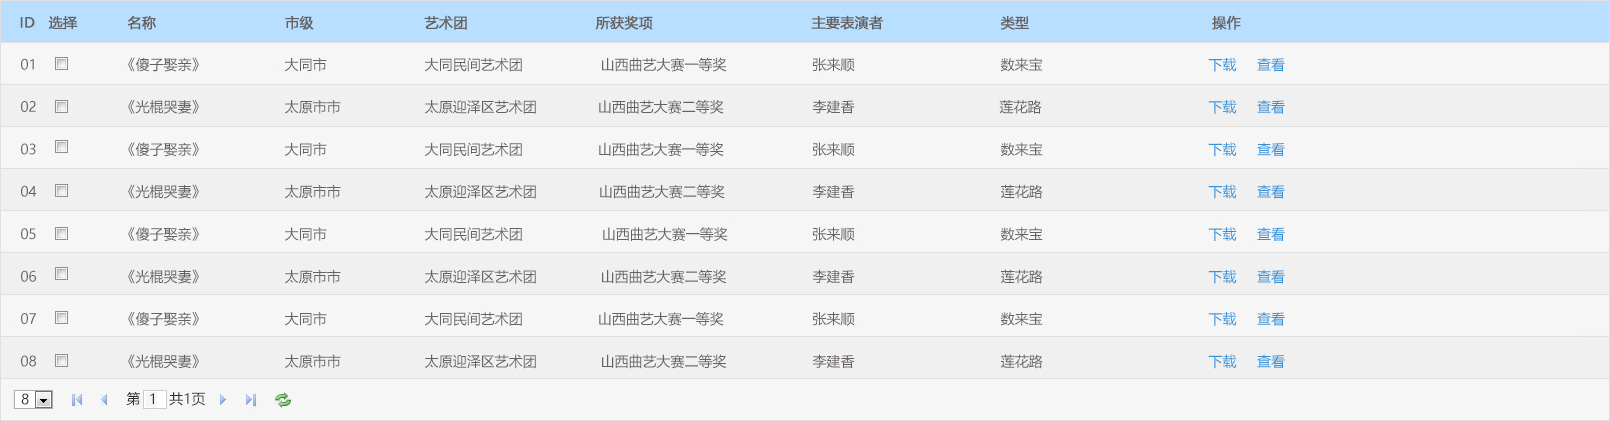 ID 选择 名称 市级 艺术团 所获奖项 主要表演者 类型 操作
01 《傻子娶亲》 大同市 大同民间艺术团 山西曲艺大赛一等奖 张来顺 数来宝 下载 查看
02 《光棍哭妻》 太原市市 太原迎泽区艺术团 山西曲艺大赛二等奖 李建香 莲花路 下载 查看
03 《傻子娶亲》 大同市 大同民间艺术团 山西曲艺大赛一等奖 张来顺 数来宝 下载 查看
04 《光棍哭妻》 太原市市 太原迎泽区艺术团 山西曲艺大赛二等奖 李建香 莲花路 下载 查看
05 《傻子娶亲》 大同市 大同民间艺术团 山西曲艺大赛一等奖 张来顺 数来宝 下载 查看
06 《光棍哭妻》 太原市市 太原迎泽区艺术团 山西曲艺大赛二等奖 李建香 莲花路 下载 查看
07 《傻子娶亲》 大同市 大同民间艺术团 山西曲艺大赛一等奖 张来顺 数来宝 下载 查看
08 《光棍哭妻》 太原市市 太原迎泽区艺术团 山西曲艺大赛二等奖 李建香 莲花路 下载 查看
8 第 1 共1页